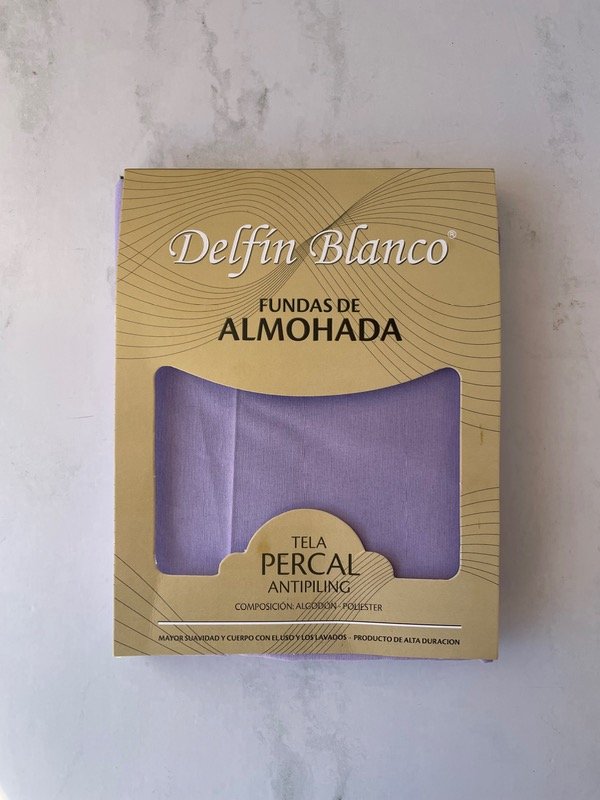 Delfín Blanco®
FUNDAS DE
ALMOHADA
TELA
PERCAL
ANTIPILING
COMPOSICIÓN: ALGODÓN - POLIESTER
MAYOR SUAVIDAD Y CUERPO CON EL USO Y LOS LAVADOS - PRODUCTO DE ALTA DURACION